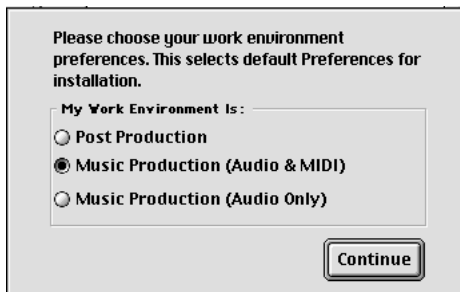 Please choose your work environment
preferences. This selects default Preferences for
installation.
My Work Environment Is:
Post Production
Music Production (Audio & MIDI)
Music Production (Audio Only)
Continue